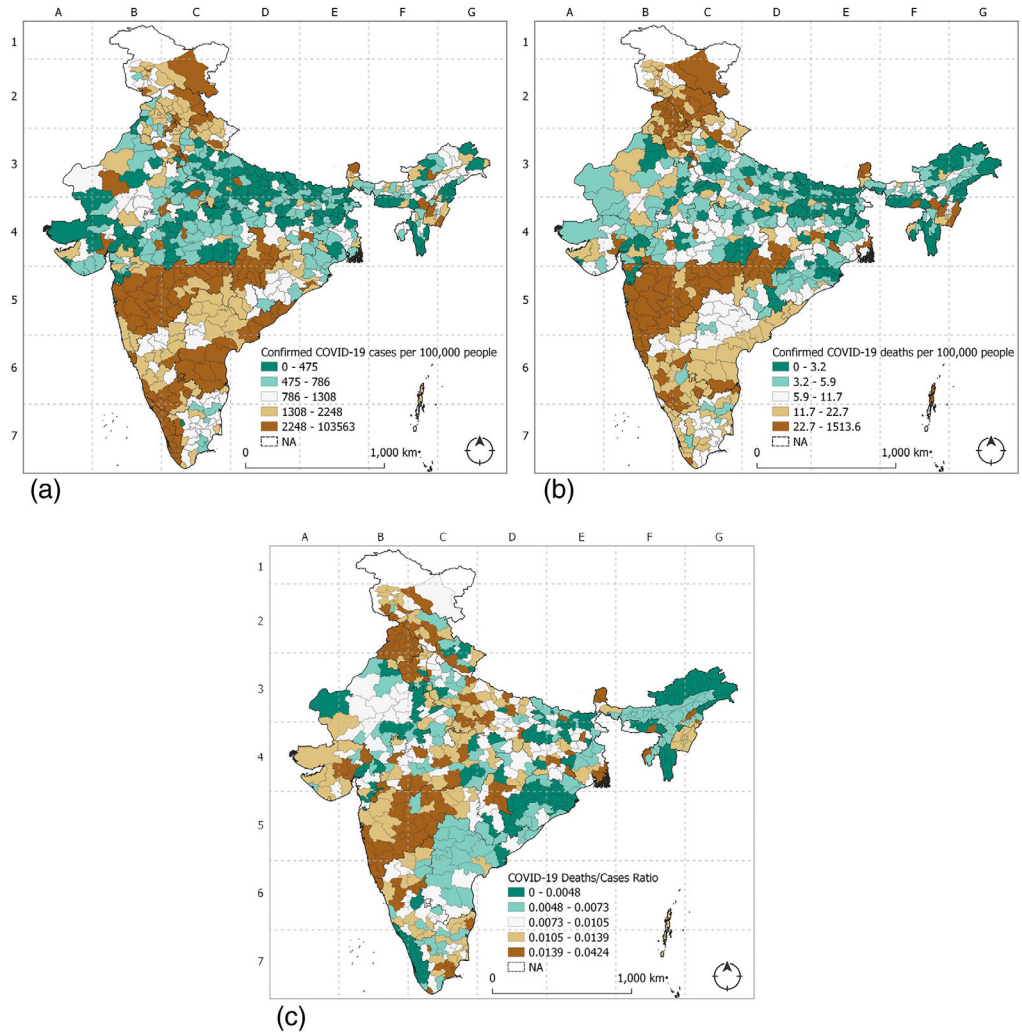 A B C D E F G
1
2
3
4
5
6
7
Confirmed COVID-19 cases per 100,000 people
0 - 475
475 - 786
786 - 1308
1308 - 2248
2248 - 103563
NA
0 1,000 km
(a)
A B C D E F G
1
2
3
4
5
6
7
Confirmed COVID-19 deaths per 100,000 people
0 - 3.2
3.2 - 5.9
5.9 - 11.7
11.7 - 22.7
22.7 - 1513.6
NA
0 1,000 km
(b)
A B C D E F G
1
2
3
4
5
6
7
COVID-19 Deaths/Cases Ratio
0 - 0.0048
0.0048 - 0.0073
0.0073 - 0.0105
0.0105 - 0.0139
0.0139 - 0.0424
NA
0 1,000 km
(c)